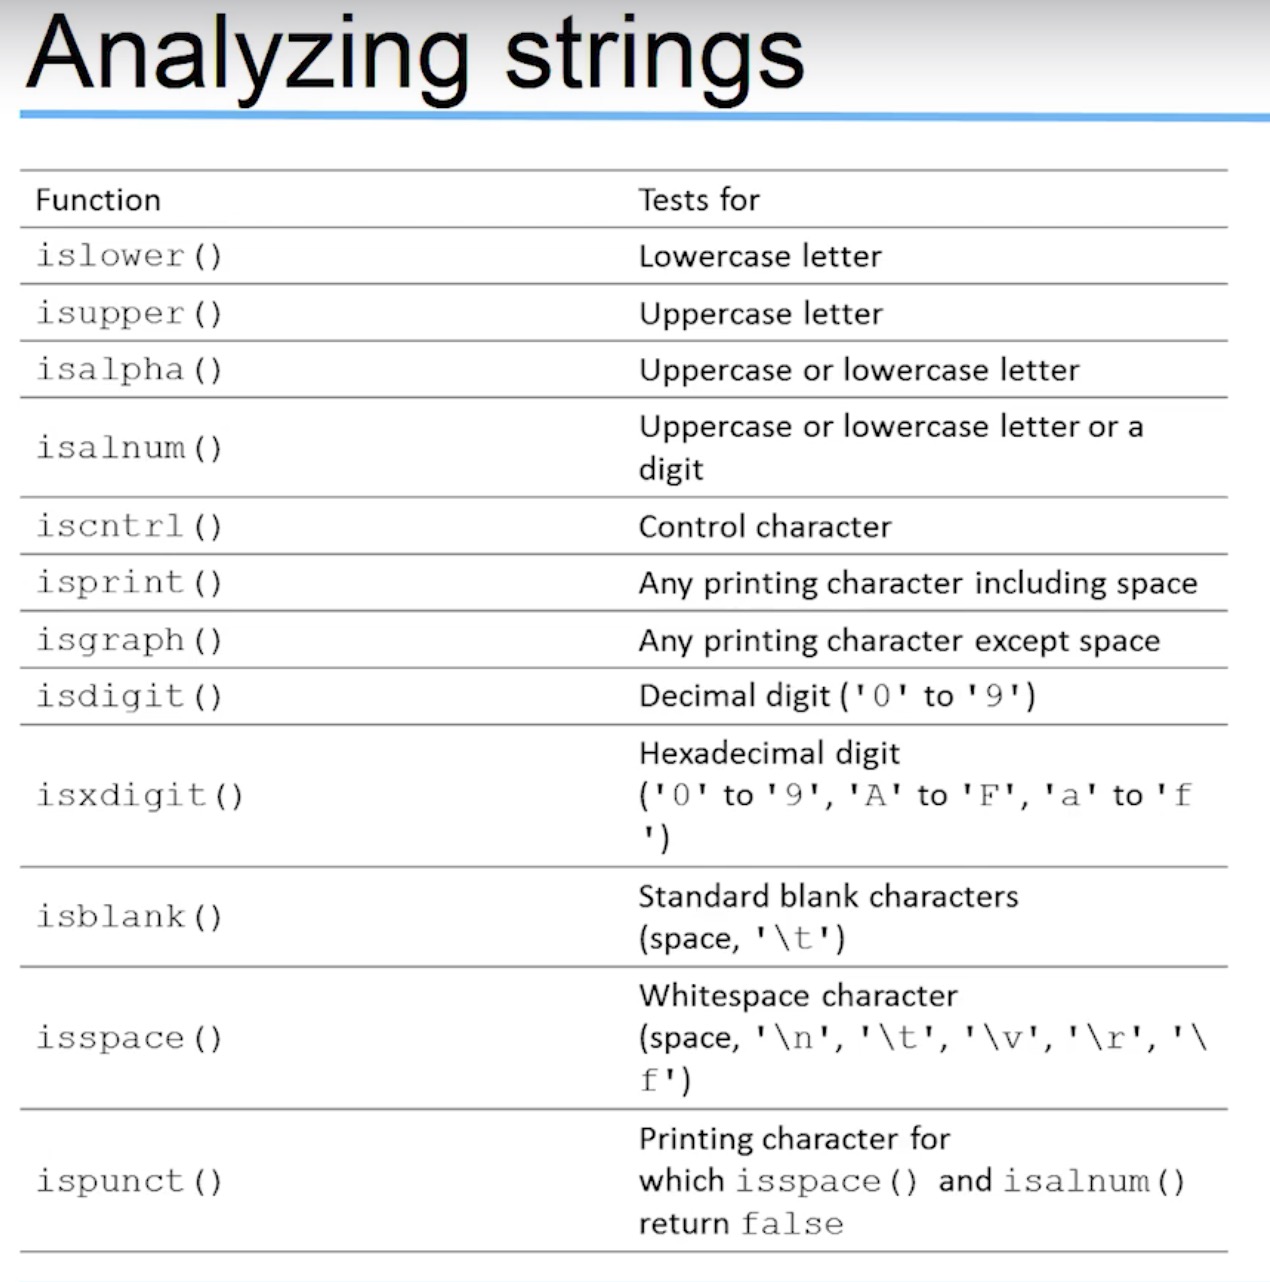 Analyzing strings
Function Tests for
islower() Lowercase letter
isupper() Uppercase letter
isalpha() Uppercase or lowercase letter
isalnum() Uppercase or lowercase letter or a
digit
iscntrl() Control character
isprint() Any printing character including space
isgraph() Any printing character except space
isdigit() Decimal digit ('0' to '9')
isxdigit() Hexadecimal digit
('0' to '9', 'A' to 'F', 'a' to 'f
')
isblank() Standard blank characters
(space, '\t')
isspace() Whitespace character
(space, '\n', '\t', '\v', '\r', '\
f')
ispunct() Printing character for
which isspace() and isalnum()
return false